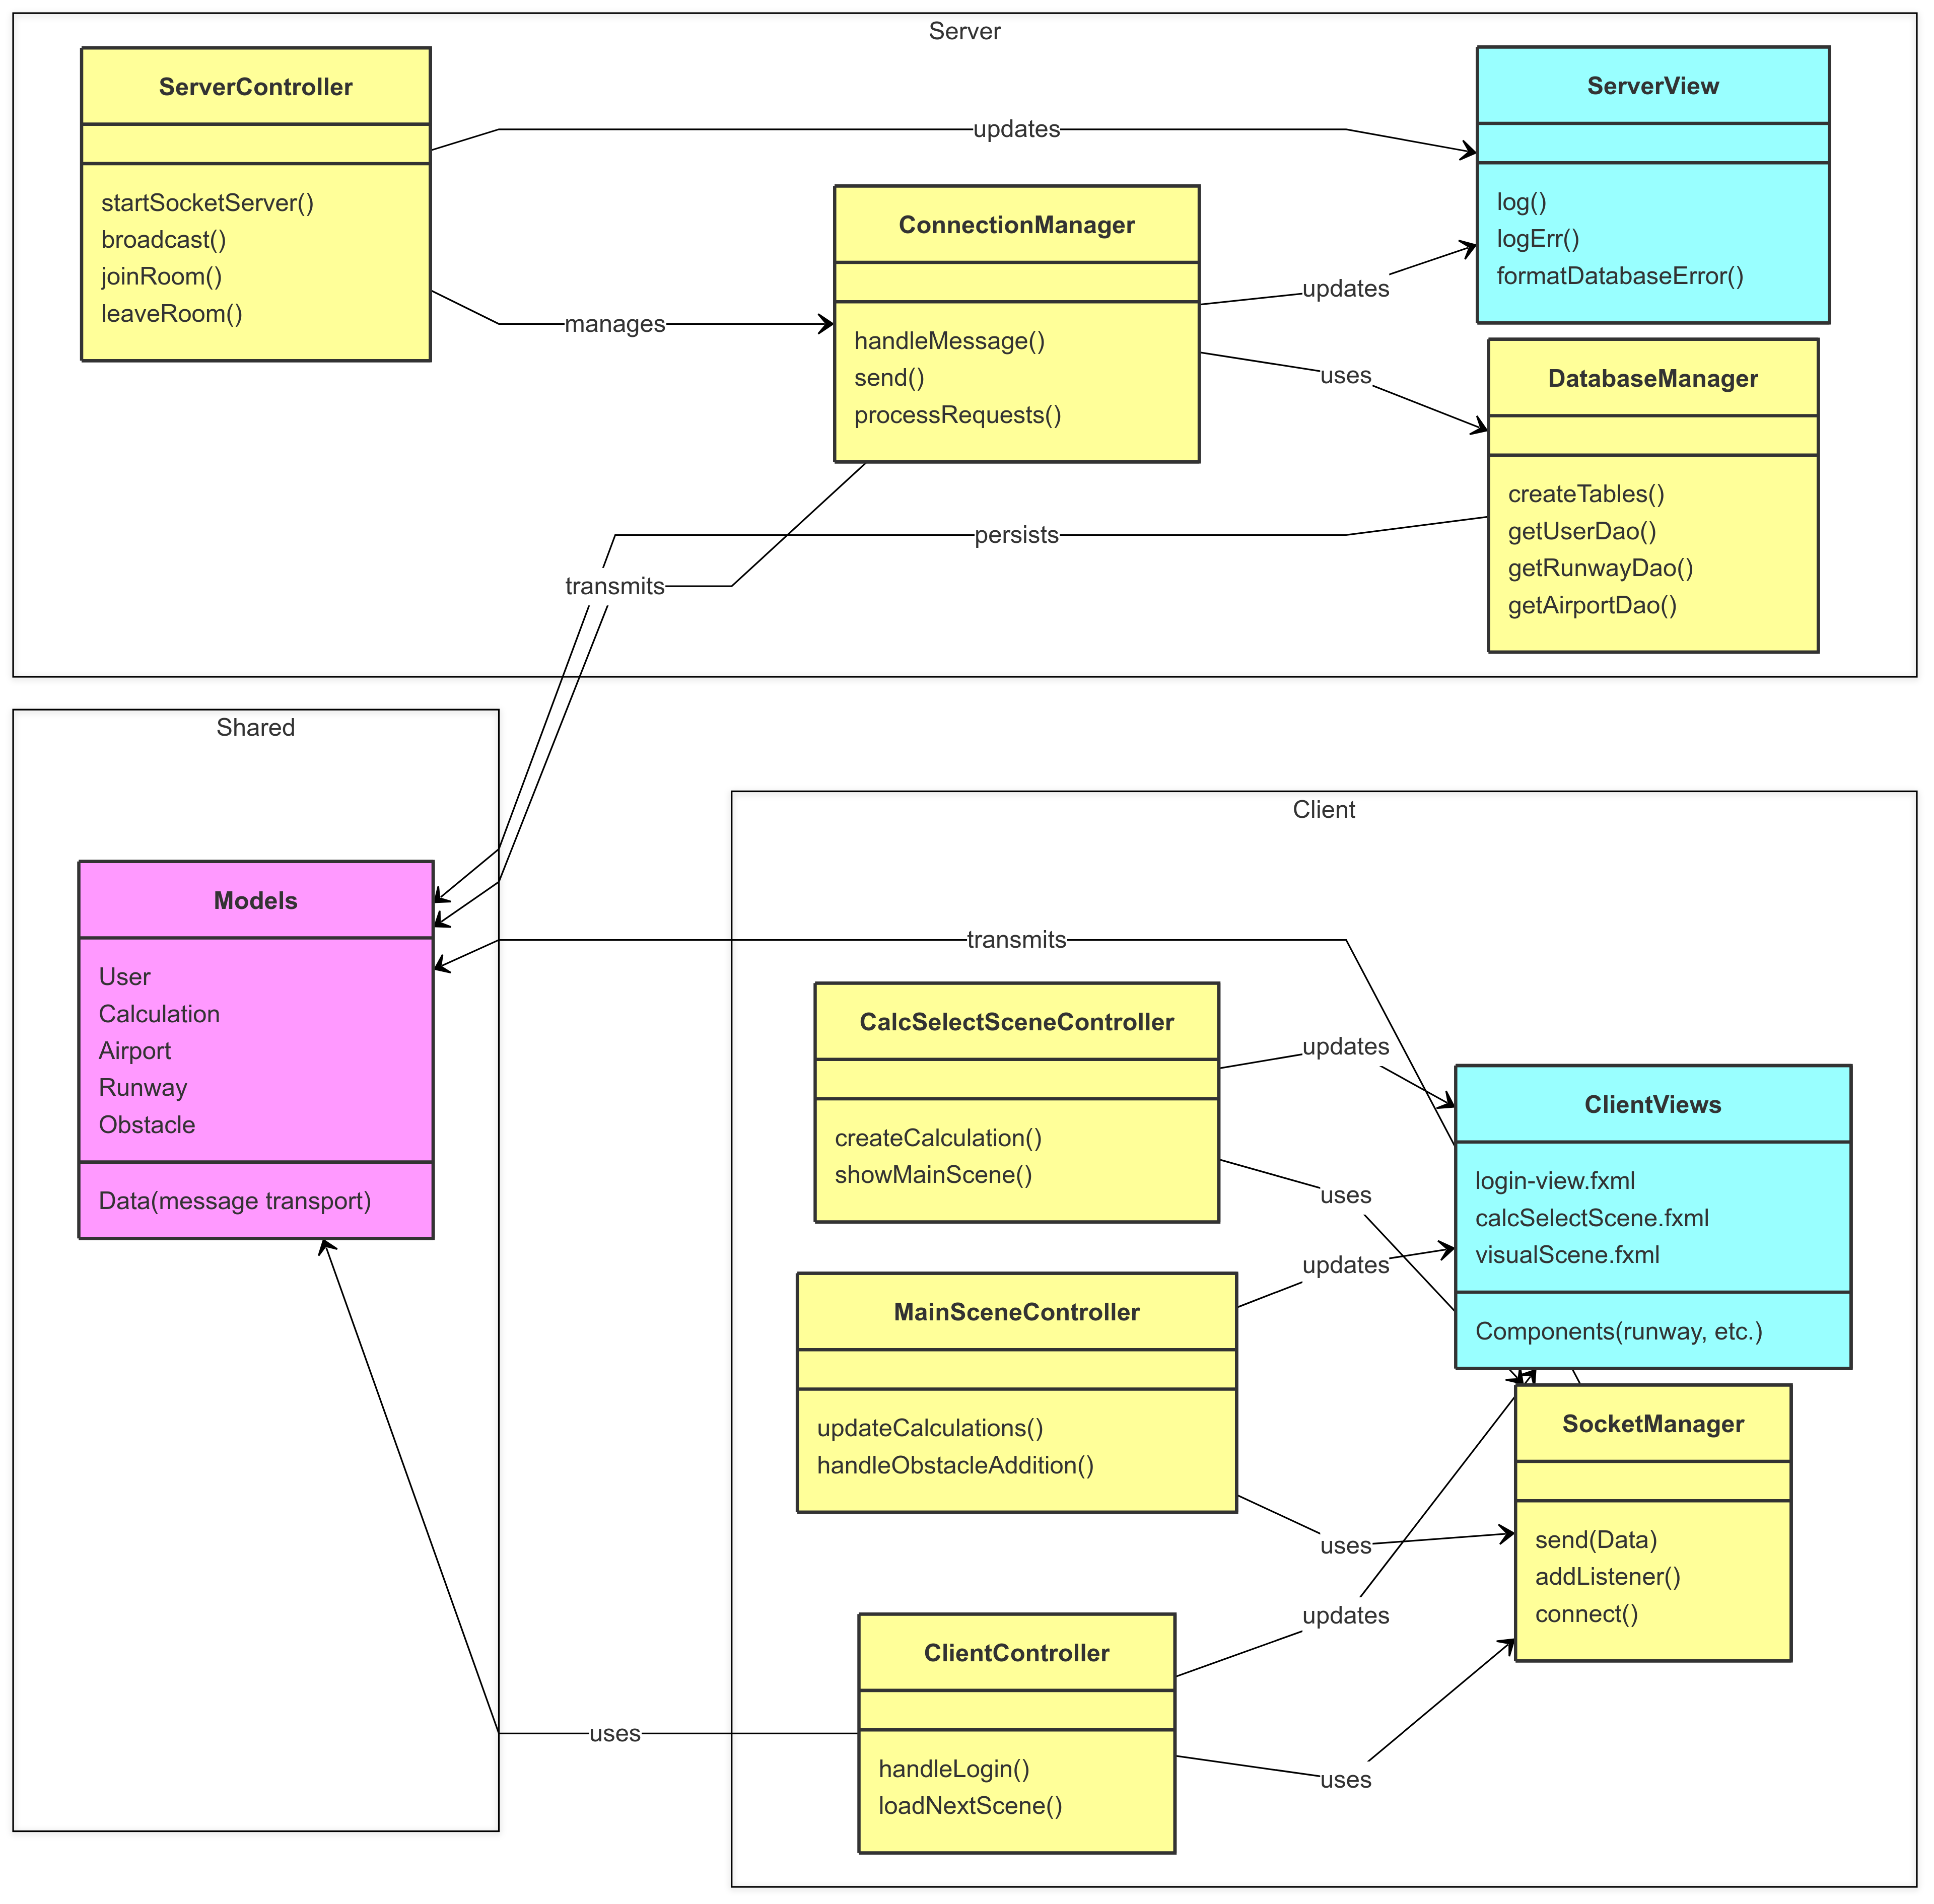 Server
ServerController
startSocketServer()
broadcast()
joinRoom()
leaveRoom()
updates
manages
ConnectionManager
handleMessage()
send()
processRequests()
updates
uses
ServerView
log()
logErr()
formatDatabaseError()
DatabaseManager
createTables()
getUserDao()
getRunwayDao()
getAirportDao()
persists
transmits
Shared
Models
User
Calculation
Airport
Runway
Obstacle
Data(message transport)
Client
transmits
CalcSelectSceneController
createCalculation()
showMainScene()
updates
uses
ClientViews
login-view.fxml
calcSelectScene.fxml
visualScene.fxml
Components(runway, etc.)
MainSceneController
updateCalculations()
handleObstacleAddition()
updates
uses
SocketManager
send(Data)
addListener()
connect()
ClientController
handleLogin()
loadNextScene()
updates
uses
uses